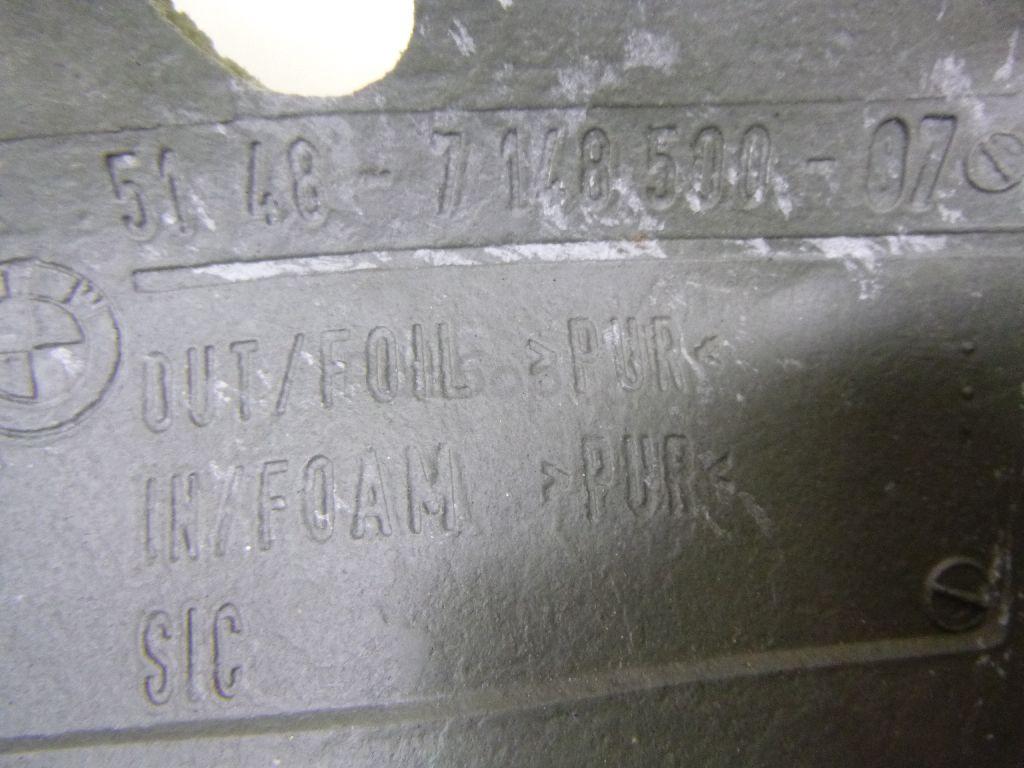 51 48 - 7 148 500 - 07
OUT/FOIL >PUR<
IN/FOAM >PUR<
SIC